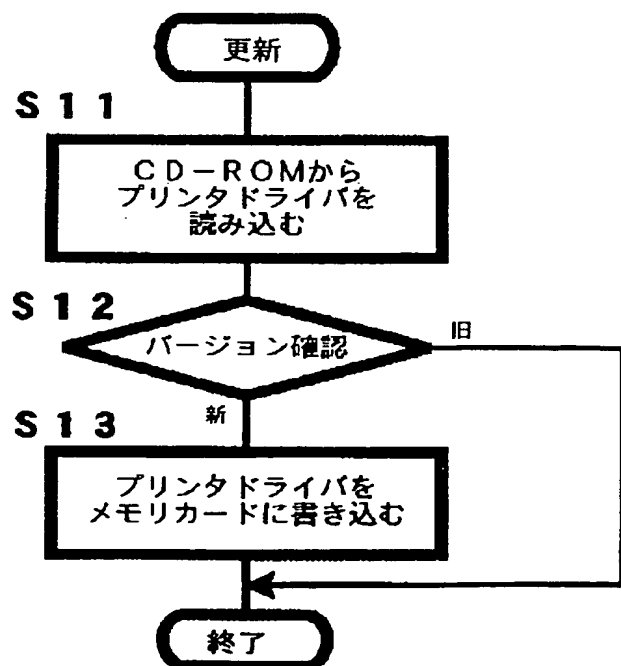 更新
S11
CD-ROMから
プリンタドライバを
読み込む
S12
バージョン確認
旧
新
S13
プリンタドライバを
メモリカードに書き込む
終了